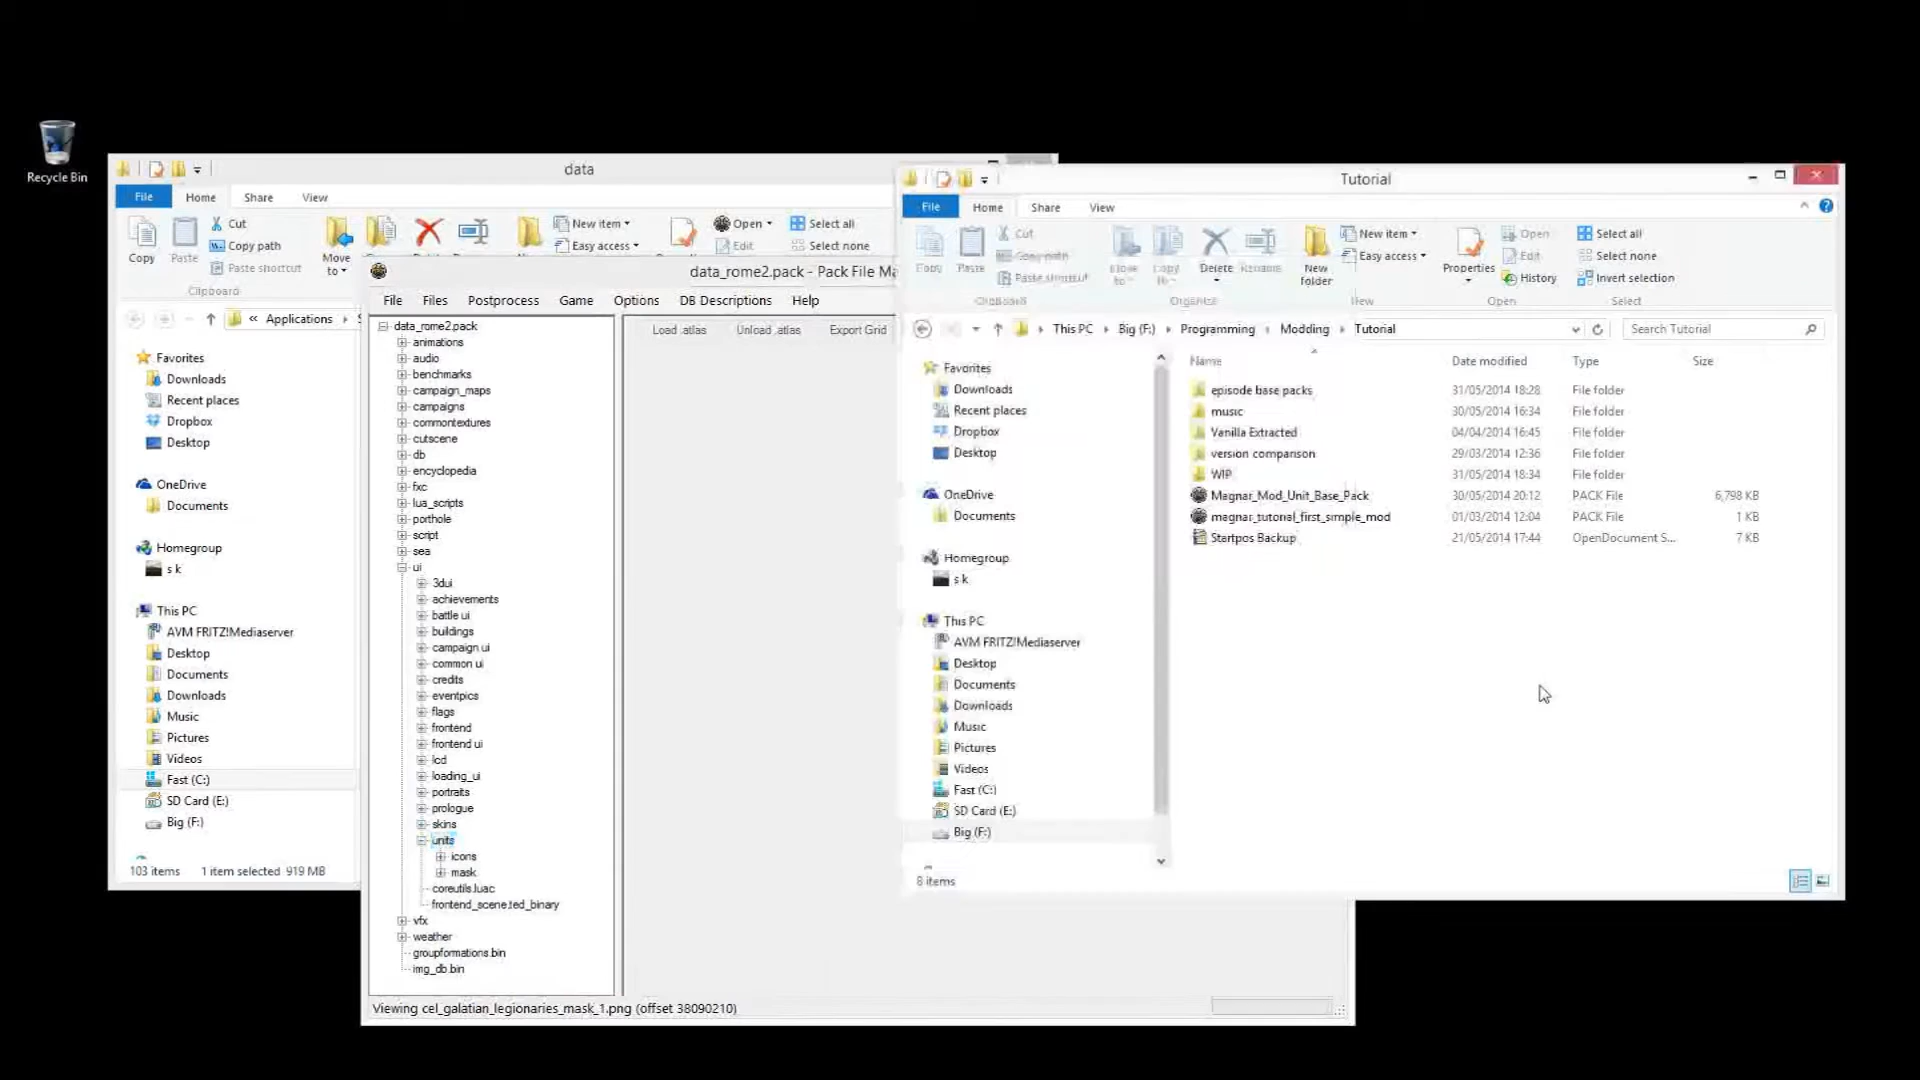 Recycle Bin
data
File Home Share View
Copy
Paste
Cut
Copy path
Paste shortcut
Clipboard
Move
to
New item
Easy access
Open
Edit
Select all
Select none
« Applications
Favorites
Downloads
Recent places
Dropbox
Desktop
OneDrive
Documents
Homegroup
s k
This PC
AVM FRITZ!Mediaserver
Desktop
Documents
Downloads
Music
Pictures
Videos
Fast (C:)
SD Card (E:)
Big (F:)
103 items 1 item selected 919 MB
data_rome2.pack - Pack File Ma
File Files Postprocess Game Options DB Descriptions Help
Load .atlas Unload .atlas Export Grid
data_rome2.pack
animations
audio
benchmarks
campaign_maps
campaigns
commontextures
cutscene
db
encyclopedia
fxc
lua_scripts
porthole
script
sea
ui
3dui
achievements
battle ui
buildings
campaign ui
common ui
credits
eventpics
flags
frontend
frontend ui
lcd
loading_ui
portraits
prologue
skins
units
icons
mask
coreutils.luac
frontend_scene.ted_binary
vfx
weather
groupformations.bin
img_db.bin
Viewing cel_galatian_legionaries_mask_1.png (offset 38090210)
Tutorial
File Home Share View
Copy
Paste
Cut
Copy path
Paste shortcut
Clipboard
Move
to
Copy
to
Delete
Rename
Organize
New
folder
New item
Easy access
New
Properties
Open
Edit
History
Open
Select all
Select none
Invert selection
Select
This PC Big (F:) Programming Modding Tutorial
Search Tutorial
Favorites
Downloads
Recent places
Dropbox
Desktop
OneDrive
Documents
Homegroup
s k
This PC
AVM FRITZ!Mediaserver
Desktop
Documents
Downloads
Music
Pictures
Videos
Fast (C:)
SD Card (E:)
Big (F:)
8 items
Name Date modified Type Size
episode base packs 31/05/2014 18:28 File folder
music 30/05/2014 16:34 File folder
Vanilla Extracted 04/04/2014 16:45 File folder
version comparison 29/03/2014 12:36 File folder
WIP 31/05/2014 18:34 File folder
Magnar_Mod_Unit_Base_Pack 30/05/2014 20:12 PACK File 6,798 KB
magnar_tutorial_first_simple_mod 01/03/2014 12:04 PACK File 1 KB
Startpos Backup 21/05/2014 17:44 OpenDocument S... 7 KB